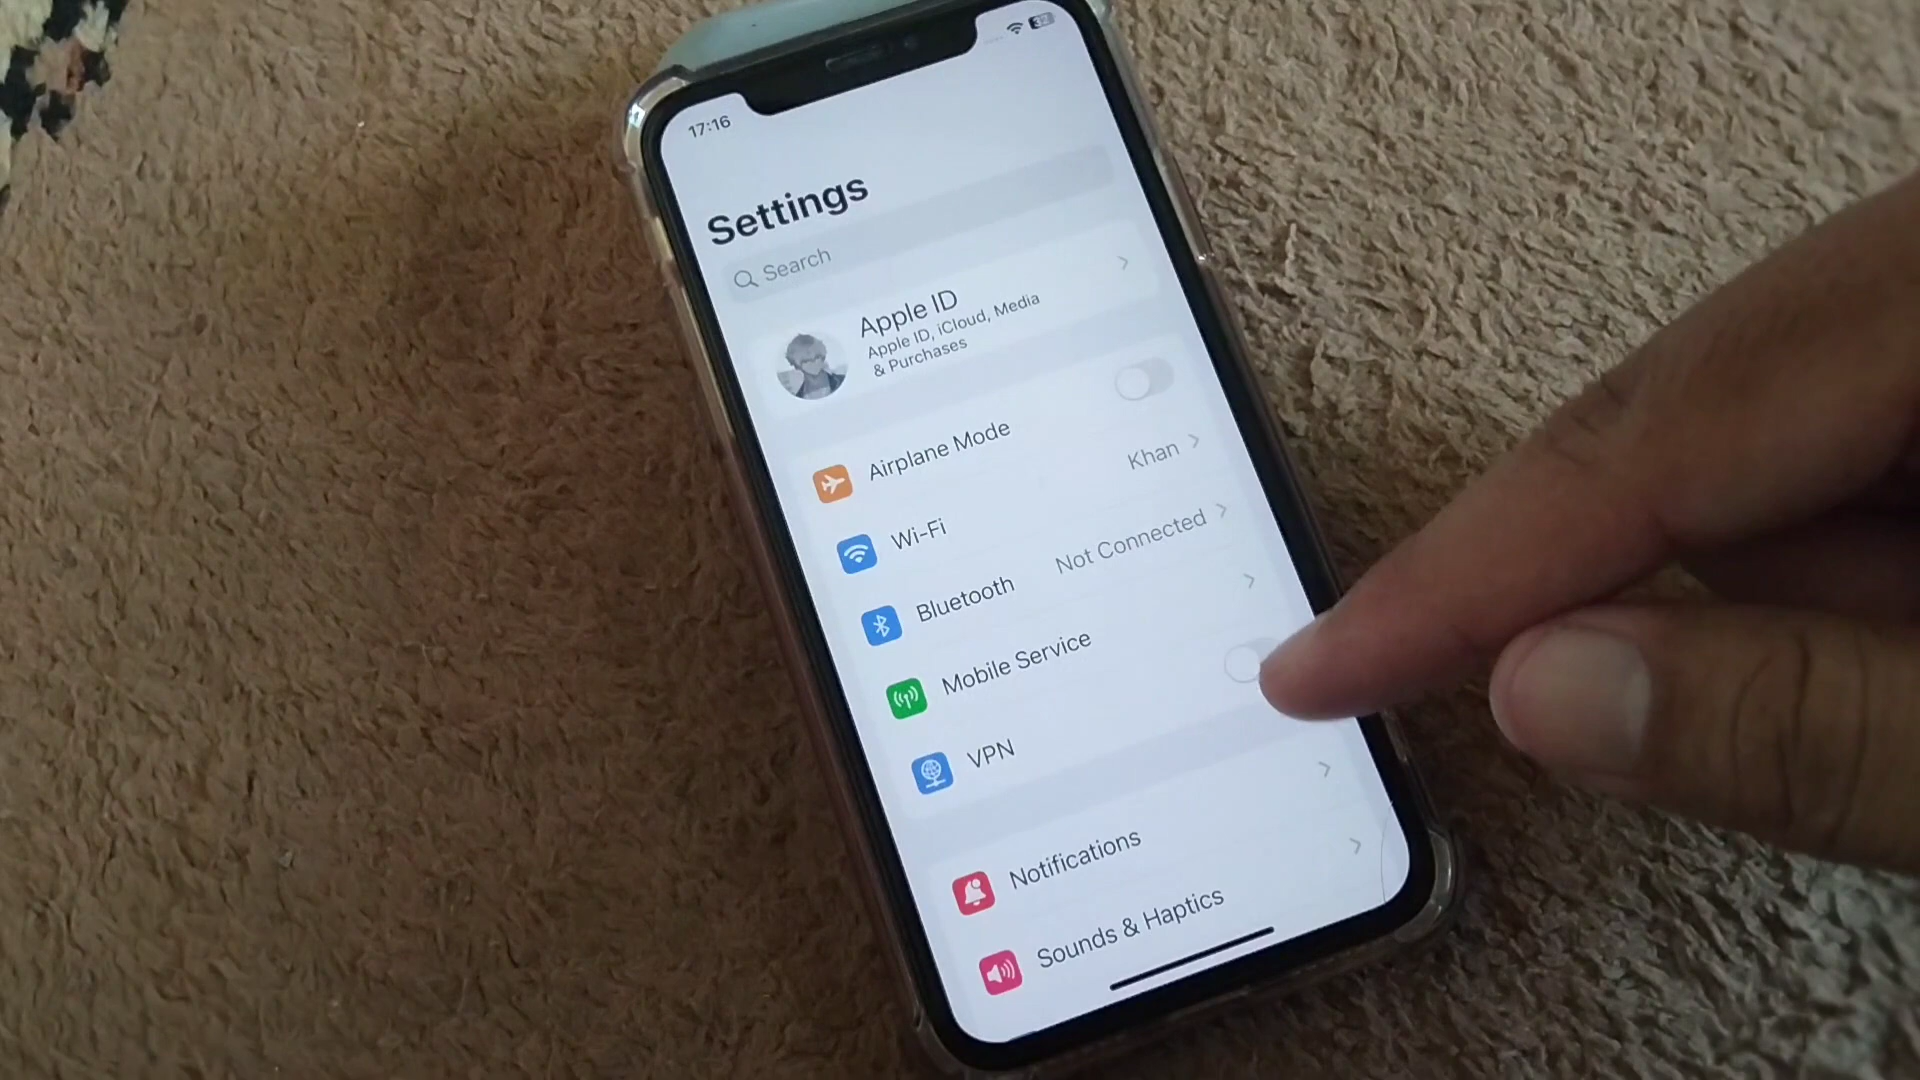 17:16
32
Settings
Search
Apple ID
Apple ID, iCloud, Media
& Purchases
Airplane Mode
Wi-Fi
Khan
Bluetooth
Not Connected
Mobile Service
VPN
Notifications
Sounds & Haptics